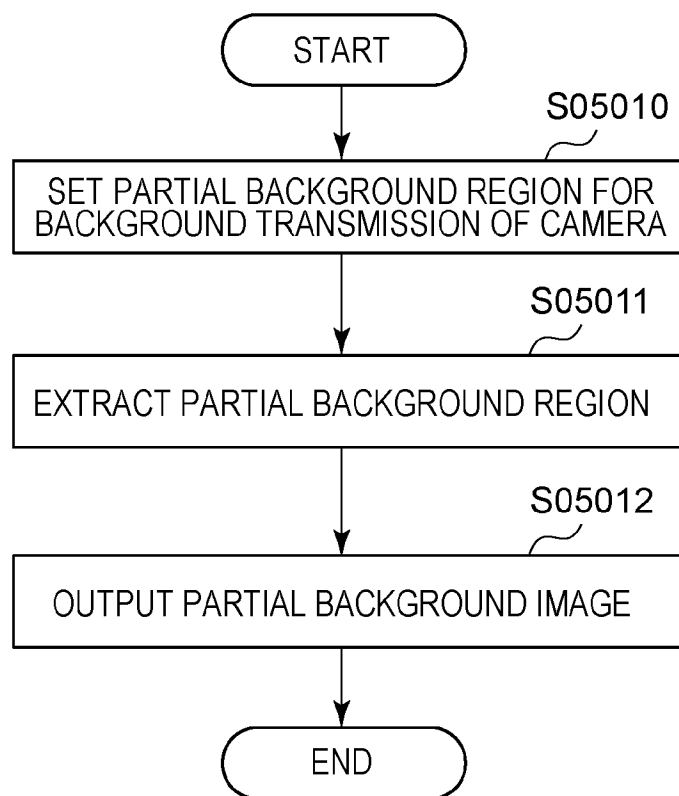 START
S05010
SET PARTIAL BACKGROUND REGION FOR
BACKGROUND TRANSMISSION OF CAMERA
S05011
EXTRACT PARTIAL BACKGROUND REGION
S05012
OUTPUT PARTIAL BACKGROUND IMAGE
END